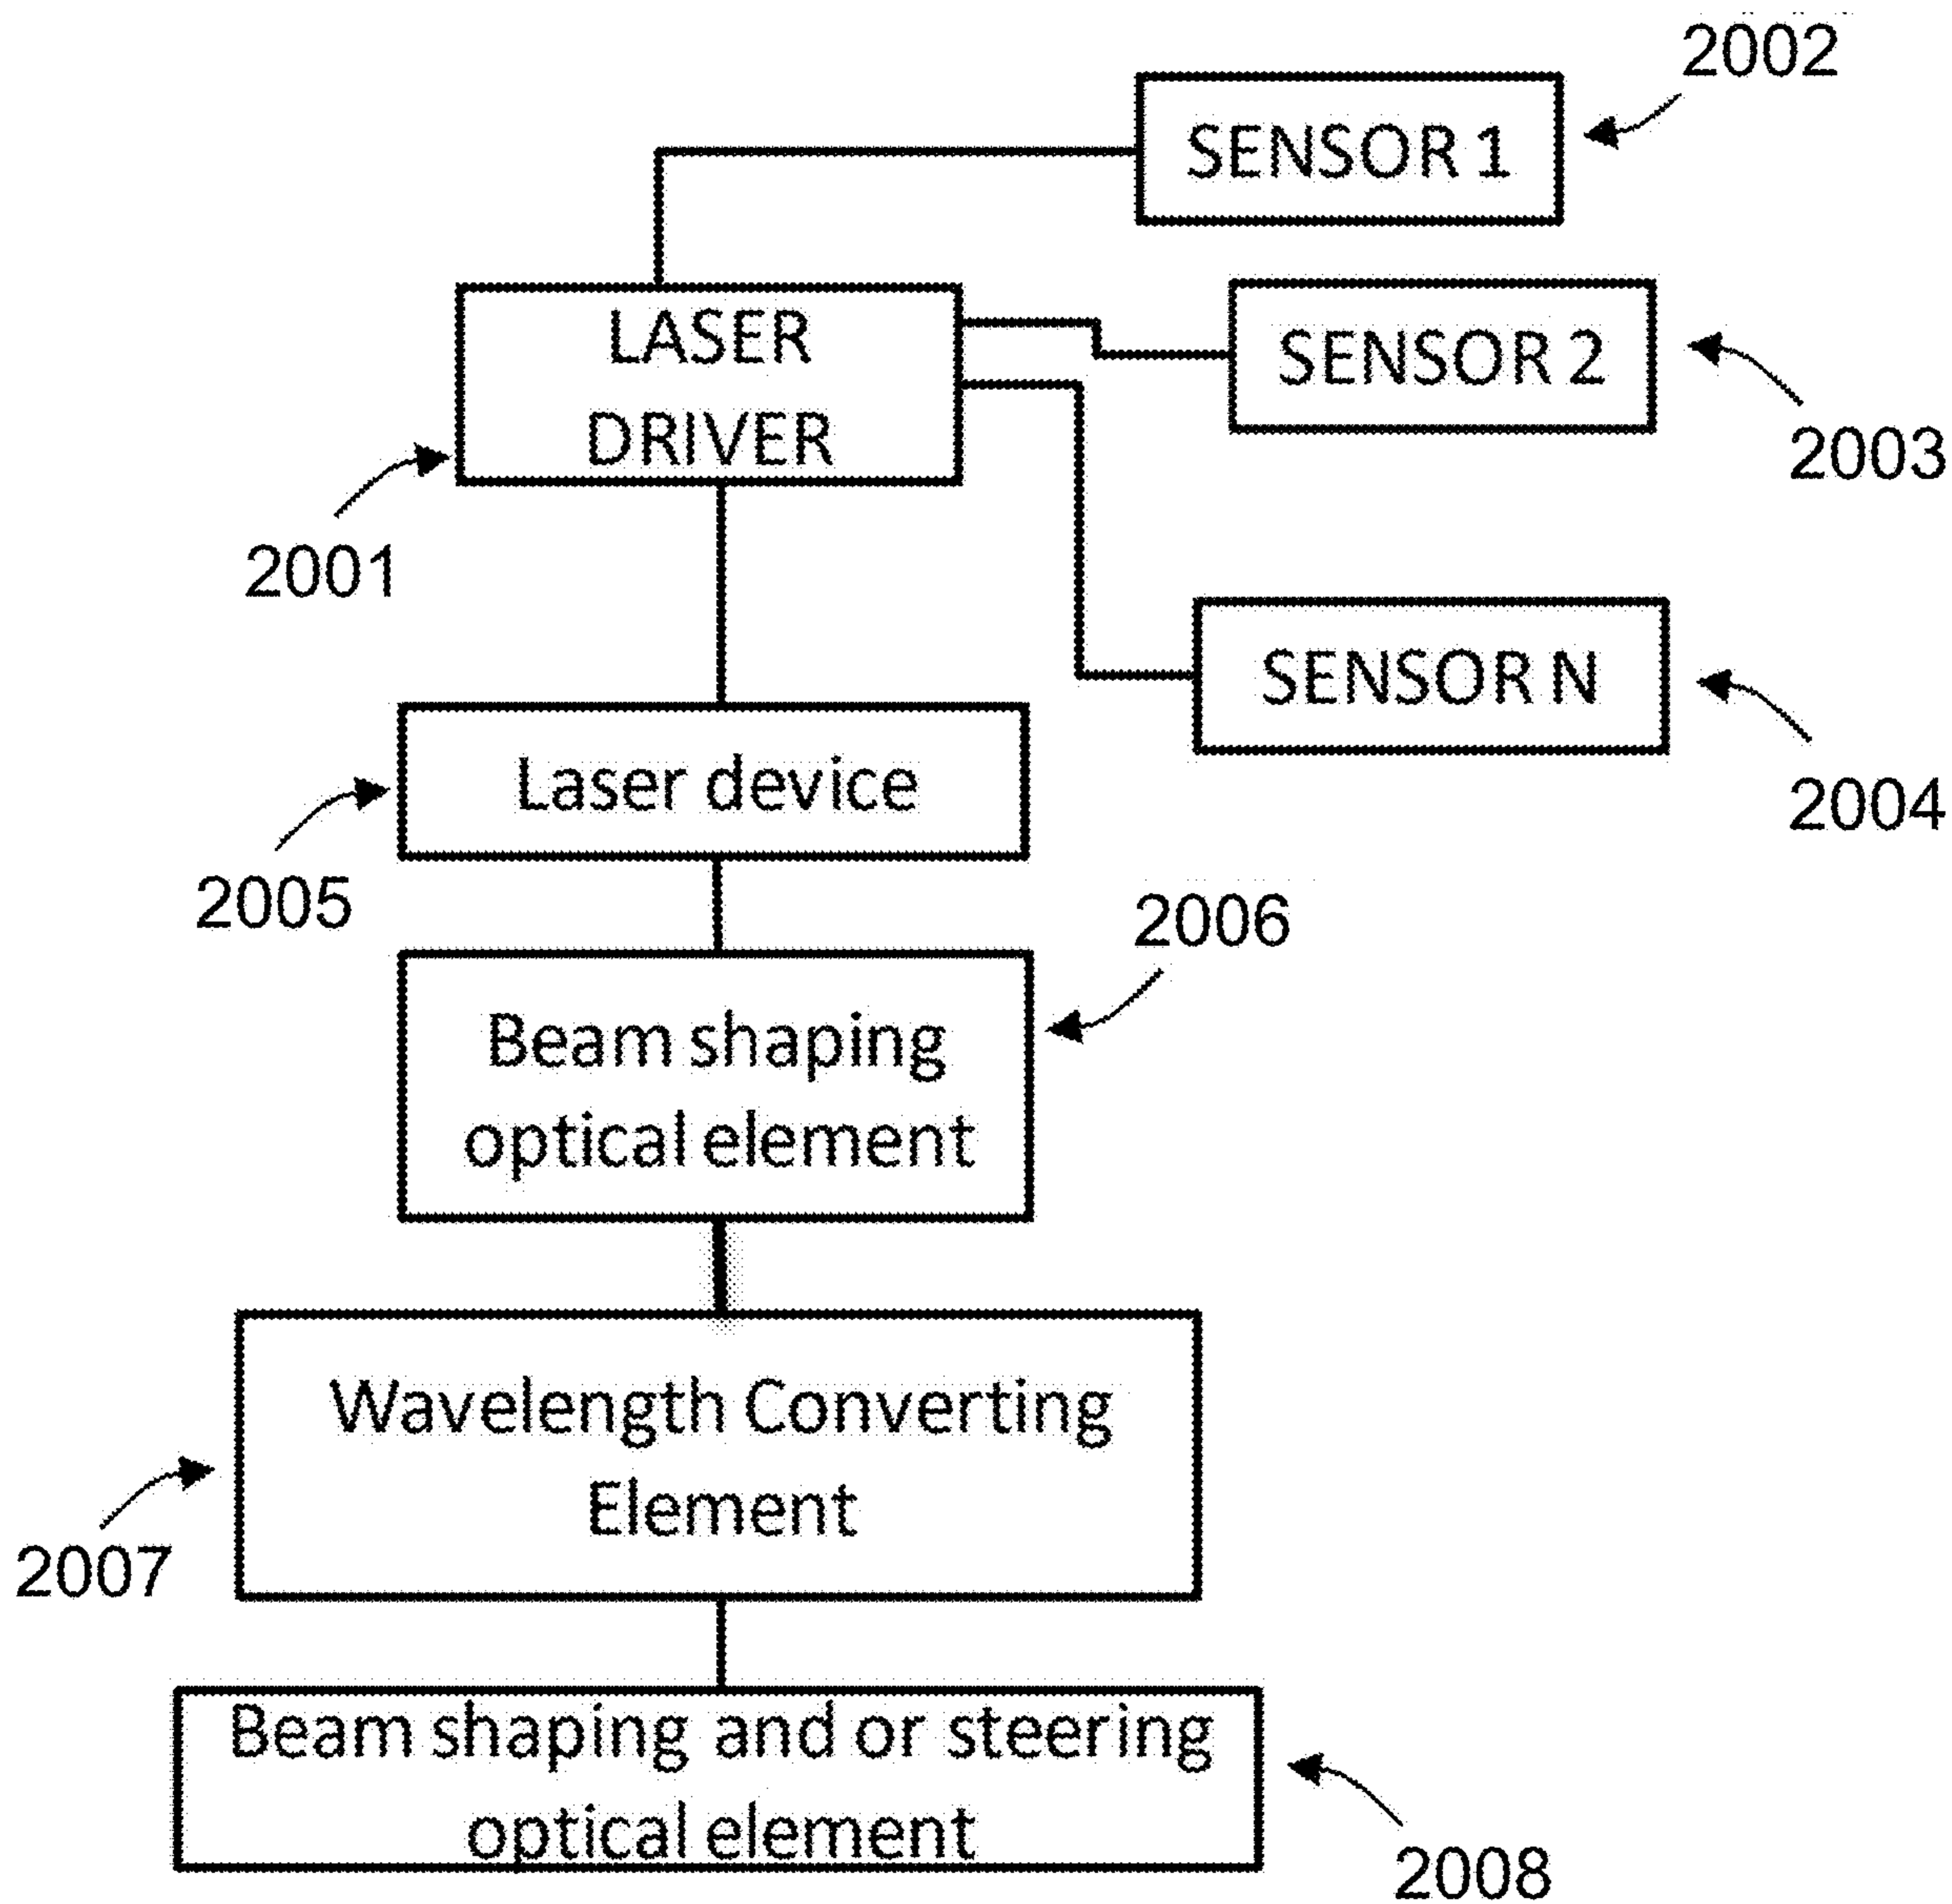 2002
SENSOR 1
LASER
DRIVER
SENSOR 2
2003
2001
SENSOR N
Laser device
2004
2005
2006
Beam shaping
optical element
Wavelength Converting
Element
2007
Beam shaping and or steering
optical element
2008